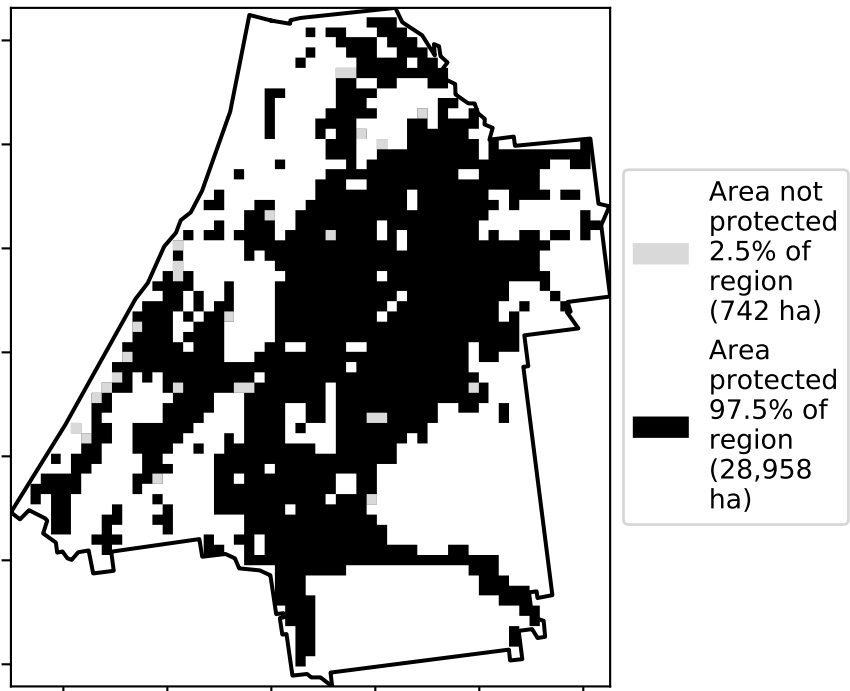 Area not
protected
2.5% of
region
(742 ha)
Area
protected
97.5% of
region
(28,958
ha)